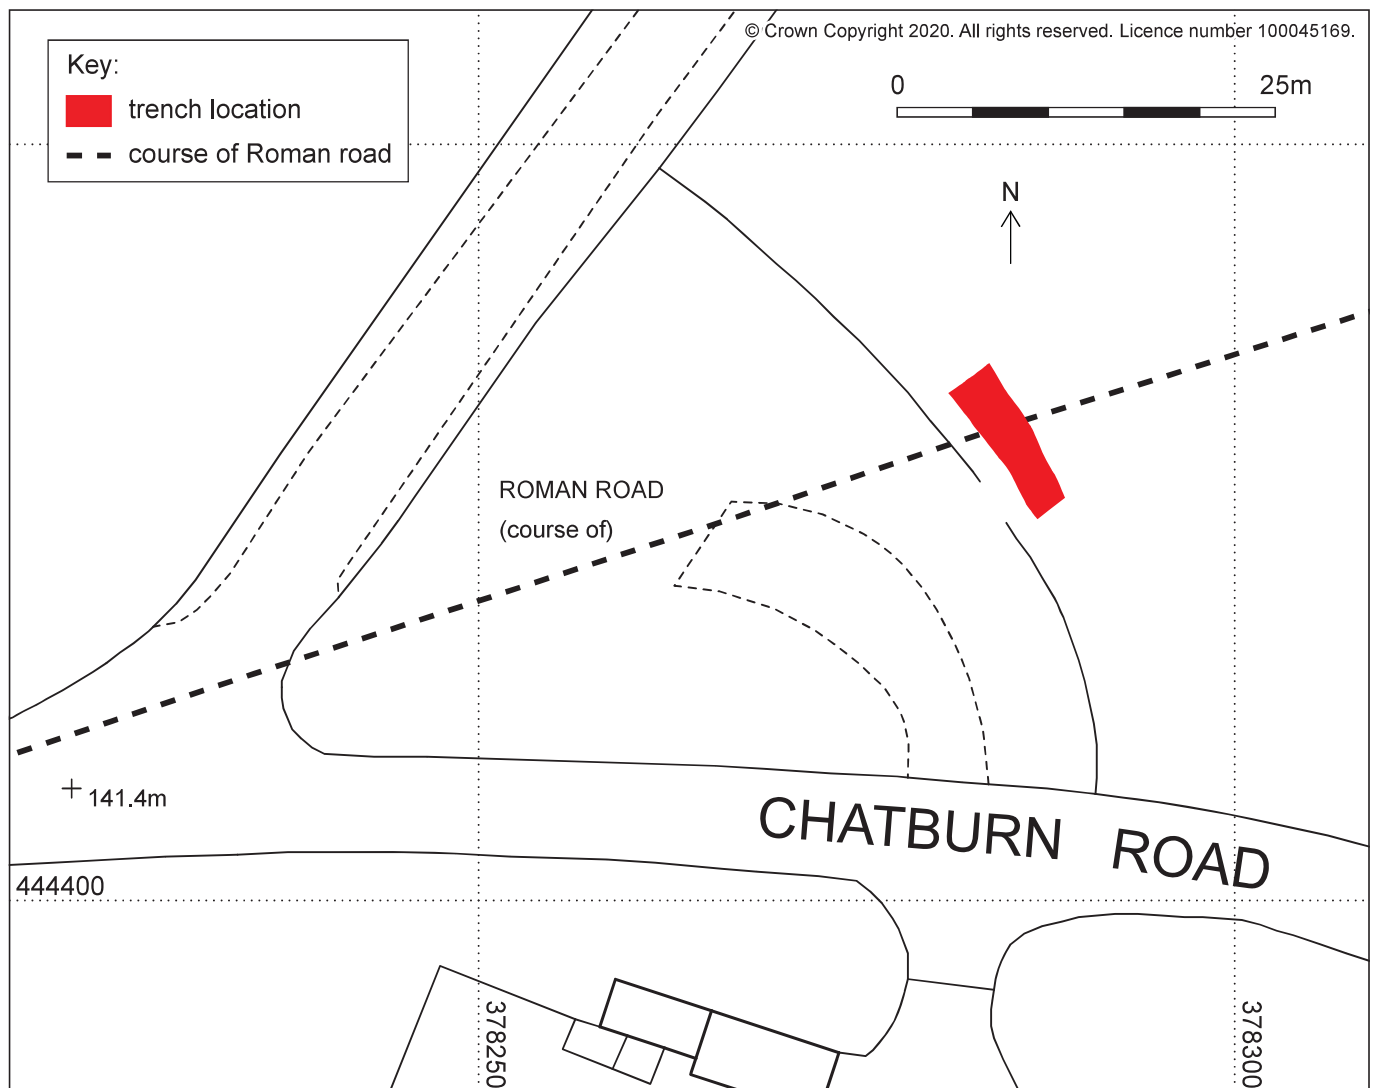 © Crown Copyright 2020. All rights reserved. Licence number 100045169.
Key:
trench location
course of Roman road
0 25m
N
ROMAN ROAD
(course of)
141.4m
CHATBURN ROAD
444400
378250
378300